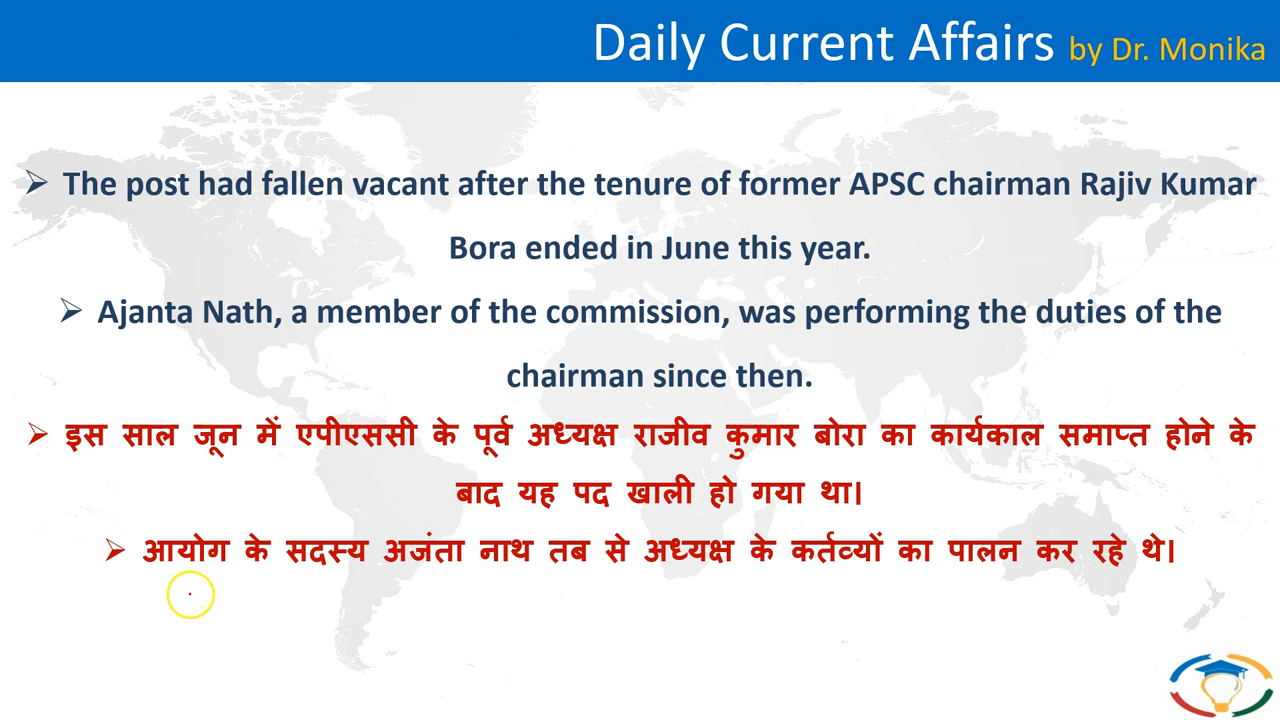 Daily Current Affairs by Dr. Monika
➢ The post had fallen vacant after the tenure of former APSC chairman Rajiv Kumar
Bora ended in June this year.
➢ Ajanta Nath, a member of the commission, was performing the duties of the
chairman since then.
➢ इस साल जून में एपीएससी के पूर्व अध्यक्ष राजीव कुमार बोरा का कार्यकाल समाप्त होने के
बाद यह पद खाली हो गया था।
➢ आयोग के सदस्य अजंता नाथ तब से अध्यक्ष के कर्तव्यों का पालन कर रहे थे।